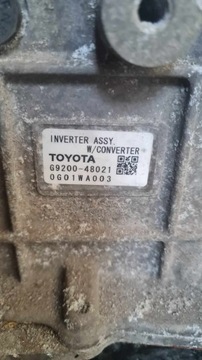 INVERTER ASSY
W/CONVERTER
TOYOTA
G9200-48021
0G01WA003